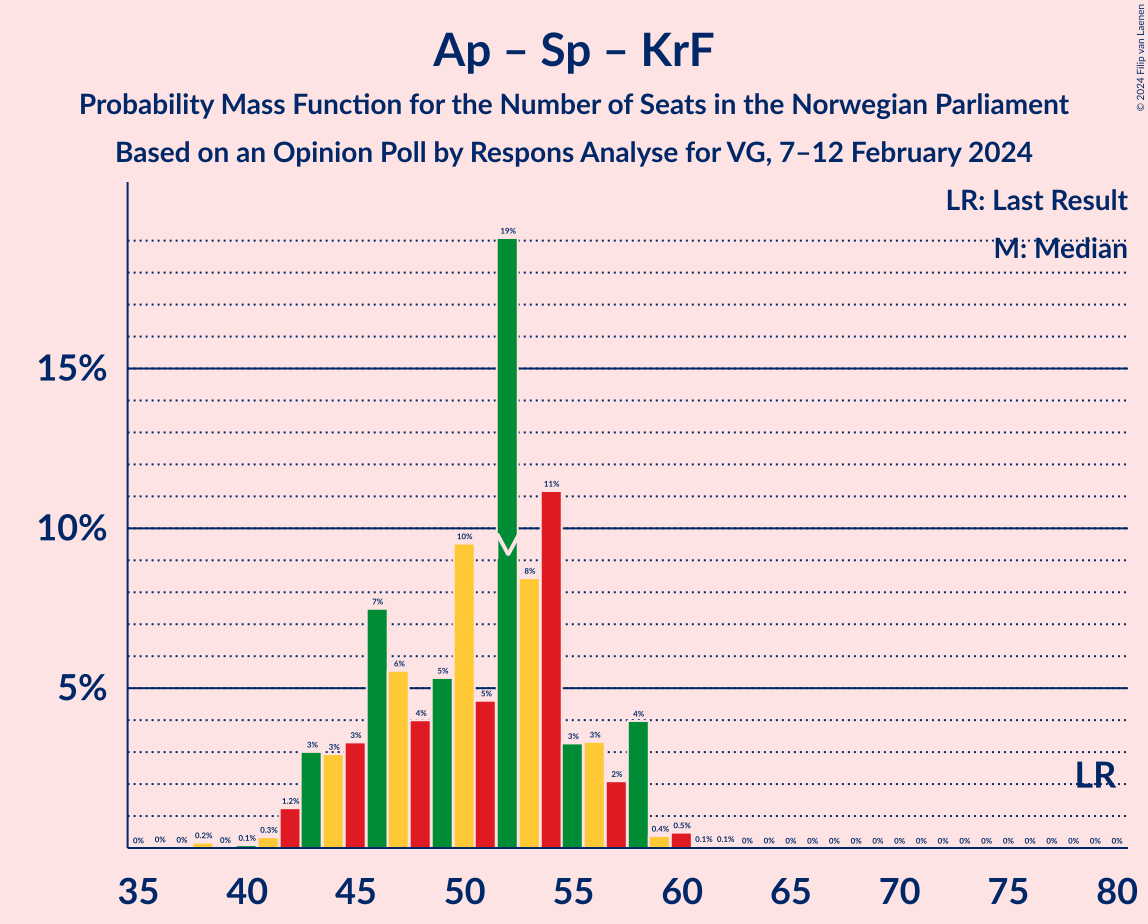 Ap – Sp – KrF
Probability Mass Function for the Number of Seats in the Norwegian Parliament
Based on an Opinion Poll by Respons Analyse for VG, 7–12 February 2024
© 2024 Filip van Laenen
LR: Last Result
M: Median
15%
10%
5%
0% 0% 0% 0.2% 0% 0.1% 0.3% 1.2% 3% 3% 3% 7% 6% 4% 5% 10% 5% 19% 8% 11% 3% 3% 2% 4% 0.4% 0.5% 0.1% 0.1% 0% 0% 0% 0% 0% 0% 0% 0% 0% 0% 0% 0% 0% 0% 0% 0% 0% 0%
M
LR
35 40 45 50 55 60 65 70 75 80